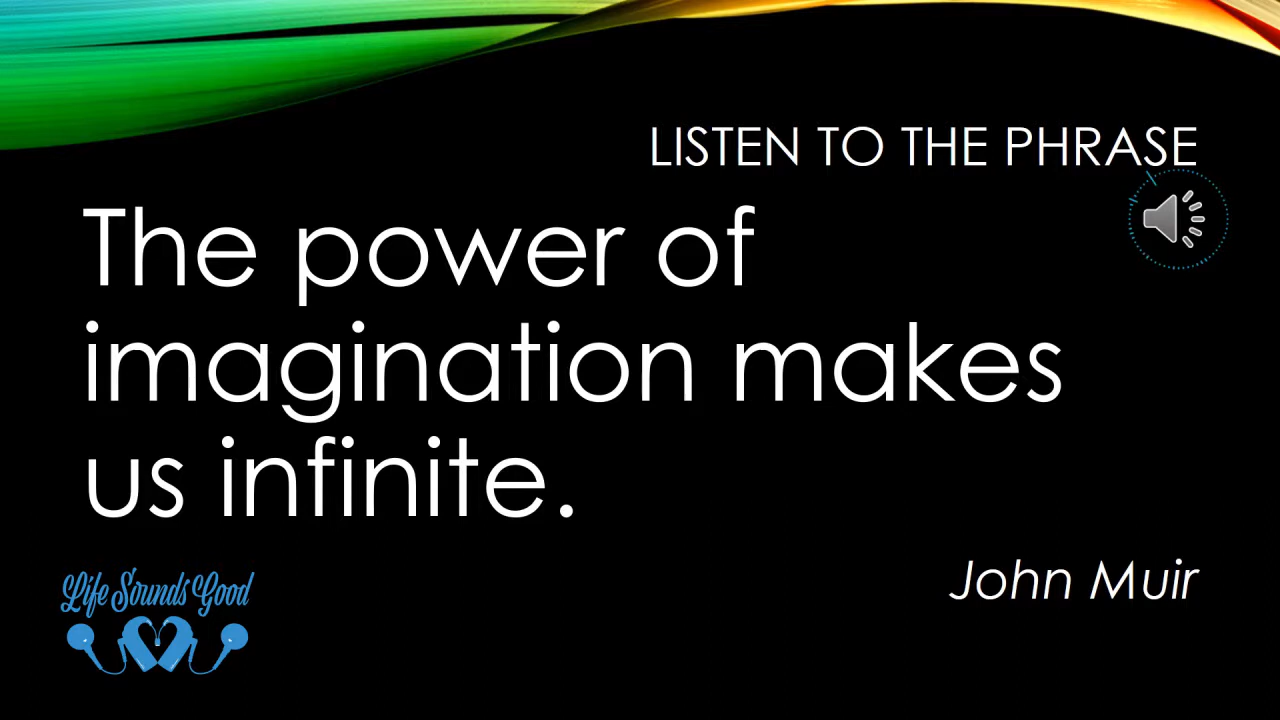 LISTEN TO THE PHRASE
The power of
imagination makes
us infinite.
John Muir
Life Sounds Good